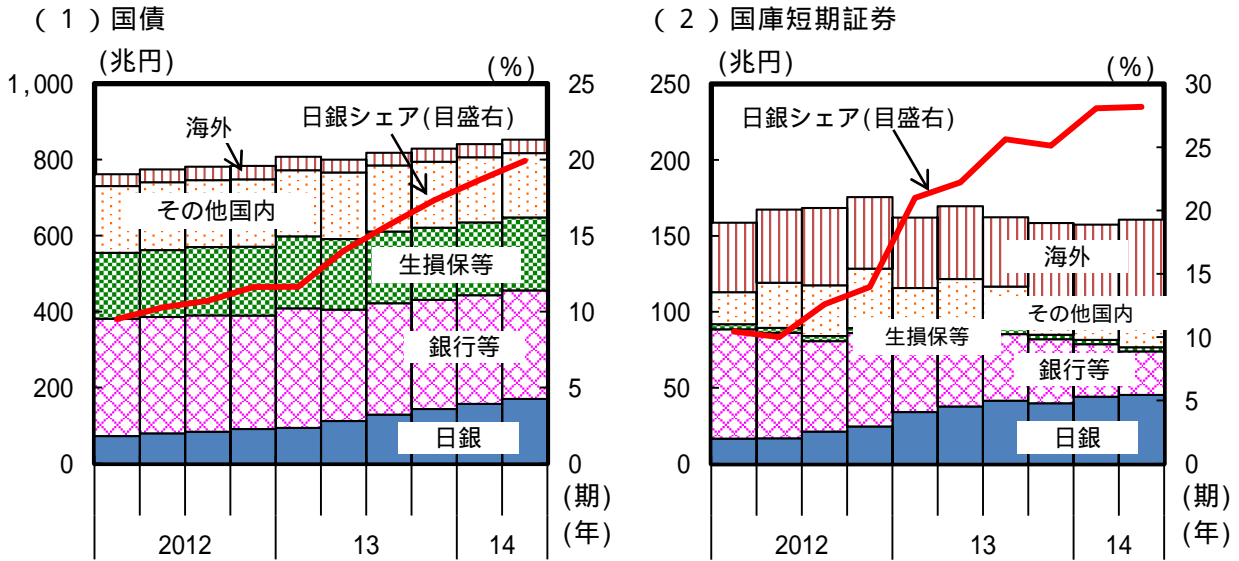 (1)国債
(兆円)
(%)
1,000
800
600
400
200
0
25
20
15
10
5
0
海外
日銀シェア(目盛右)
その他国内
生損保等
銀行等
日銀
(期)
(年)
2012
13
14
(2)国庫短期証券
(兆円)
(%)
250
200
150
100
50
0
30
25
20
15
10
5
0
日銀シェア(目盛右)
海外
その他国内
生損保等
銀行等
日銀
(期)
(年)
2012
13
14